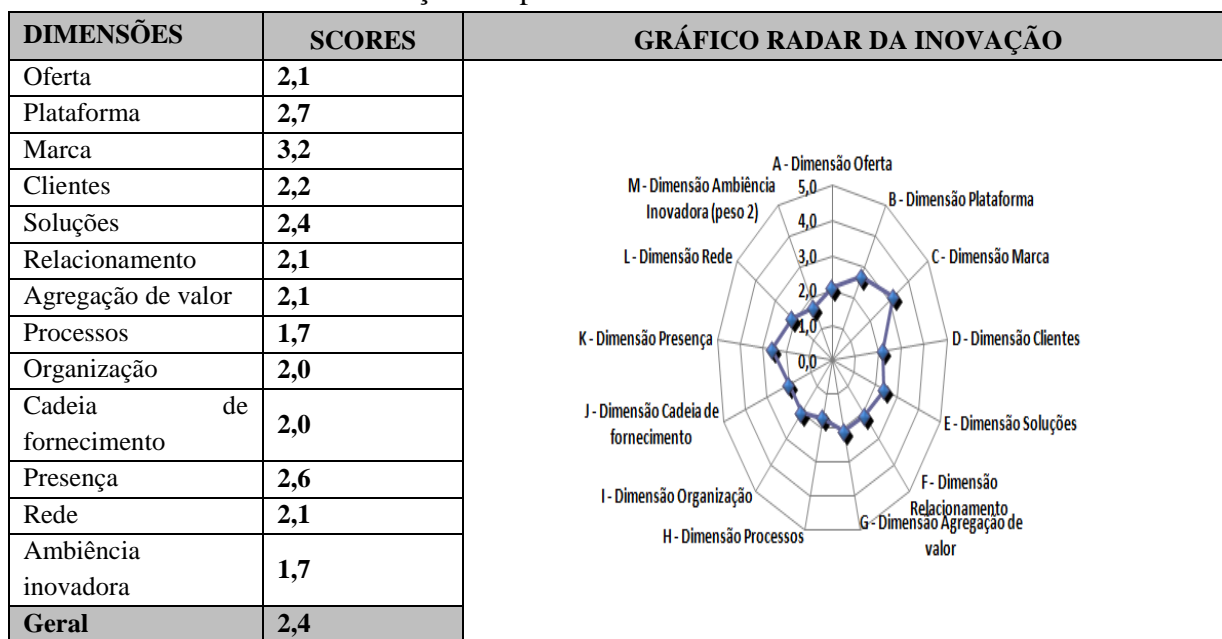 DIMENSÕES SCORES GRÁFICO RADAR DA INOVAÇÃO
Oferta 2,1
Plataforma 2,7
Marca 3,2
Clientes 2,2
Soluções 2,4
Relacionamento 2,1
Agregação de valor 2,1
Processos 1,7
Organização 2,0
Cadeia de
fornecimento 2,0
Presença 2,6
Rede 2,1
Ambiência
inovadora 1,7
Geral 2,4
A - Dimensão Oferta
B - Dimensão Plataforma
C - Dimensão Marca
D - Dimensão Clientes
E - Dimensão Soluções
F - Dimensão
Relacionamento
G - Dimensão Agregação de
valor
H - Dimensão Processos
I - Dimensão Organização
J - Dimensão Cadeia de
fornecimento
K - Dimensão Presença
L - Dimensão Rede
M - Dimensão Ambiência
Inovadora (peso 2)
5,0
4,0
3,0
2,0
1,0
0,0